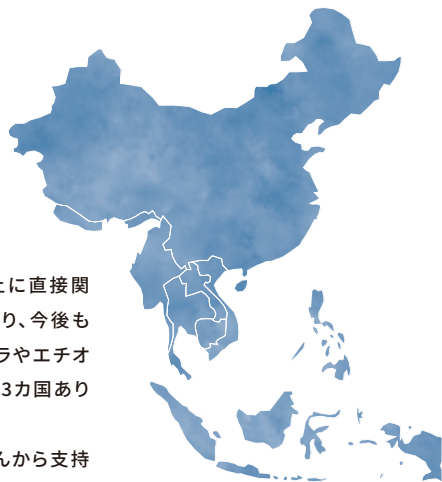 上に直接関
り、今後も
ラやエチオ
3カ国あり
んから支持